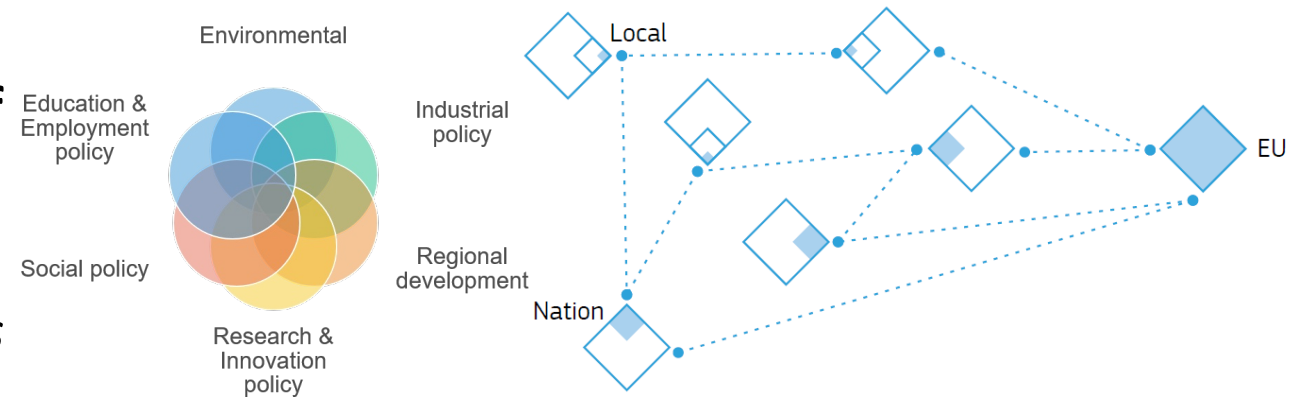 Environmental
Education &
Employment
policy
Industrial
policy
Social policy
Regional
development
Research &
Innovation
policy
Local
Nation
EU